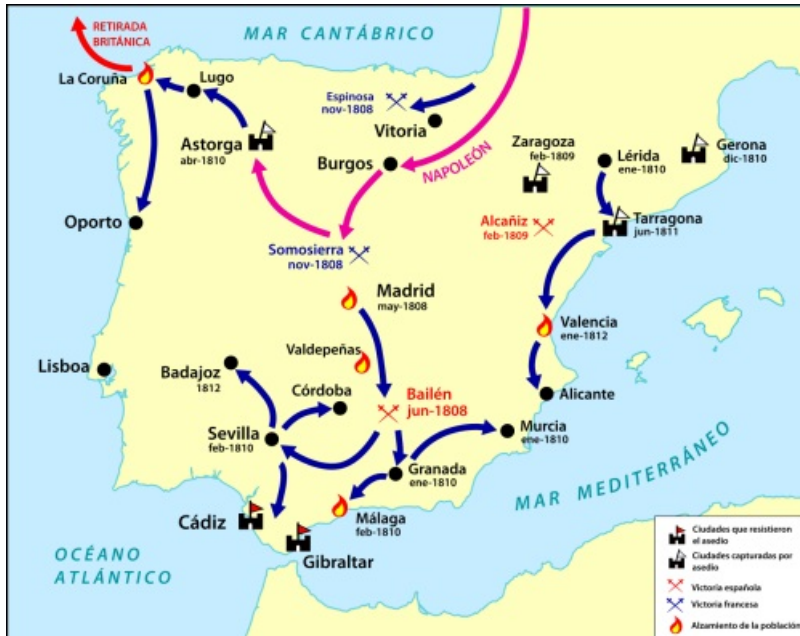 RETIRADA
BRITÁNICA
MAR CANTÁBRICO
La Coruña
Lugo
Espinosa
nov-1808
Vitoria
Astorga
abr-1810
Burgos
NAPOLEÓN
Zaragoza
feb-1809
Lérida
ene-1810
Gerona
dic-1810
Oporto
Alcañiz
feb-1809
Tarragona
jun-1811
Somosierra
nov-1808
Madrid
may-1808
Valencia
ene-1812
Valdepeñas
Lisboa
Badajoz
1812
Córdoba
Bailén
jun-1808
Alicante
Sevilla
feb-1810
Murcia
ene-1810
Granada
ene-1810
MAR MEDITERRÁNEO
Cádiz
Málaga
feb-1810
Gibraltar
OCÉANO
ATLÁNTICO
Ciudades que resistieron
el asedio
Ciudades capturadas por
asedio
Victoria española
Victoria francesa
Alzamiento de la población